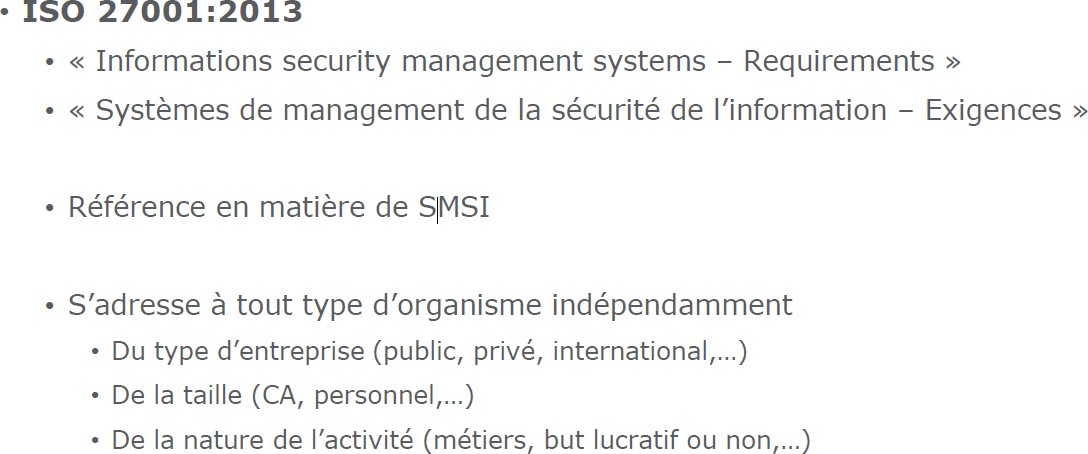 • ISO 27001:2013
• « Informations security management systems – Requirements »
• « Systèmes de management de la sécurité de l’information – Exigences »
• Référence en matière de SMSI
• S’adresse à tout type d’organisme indépendamment
• Du type d’entreprise (public, privé, international,…)
• De la taille (CA, personnel,…)
• De la nature de l’activité (métiers, but lucratif ou non,…)